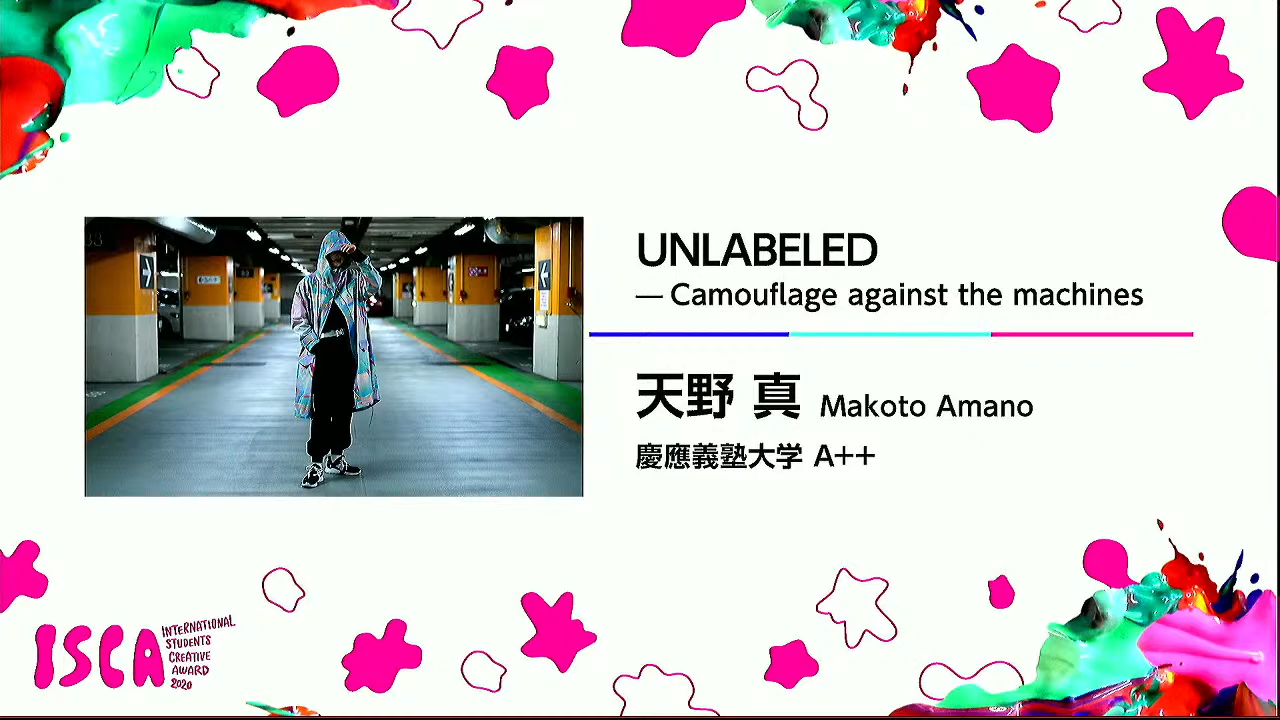 UNLABELED
— Camouflage against the machines
天野 真 Makoto Amano
慶應義塾大学 A++
ISCA
INTERNATIONAL
STUDENTS
CREATIVE
AWARD
2020